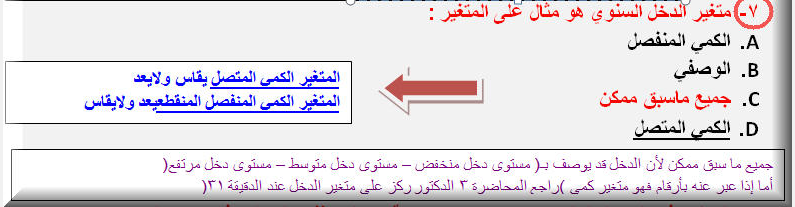 ٧- متغير الدخل السنوي هو مثال على المتغير :
A. الكمي المنفصل
B. الوصفي
C. جميع ماسبق ممكن
D. الكمي المتصل
المتغير الكمي المتصل يقاس ولايعد
المتغير الكمي المنفصل المنقطعيعد ولايقاس
جميع ما سبق ممكن لأن الدخل قد يوصف بـ( مستوى دخل منخفض – مستوى دخل متوسط – مستوى دخل مرتفع(
أما إذا عبر عنه بأرقام فهو متغير كمى )راجع المحاضرة ٣ الدكتور ركز على متغير الدخل عند الدقيقة ٣١(